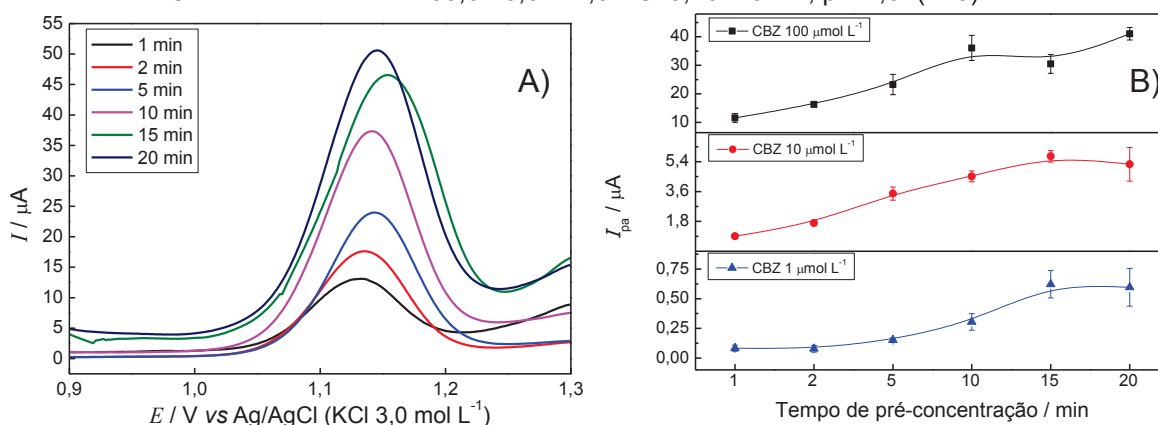 I / µA
55
50
45
40
35
30
25
20
15
10
5
0
1 min
2 min
5 min
10 min
15 min
20 min
A)
0,9
1,0
1,1
1,2
1,3
E / V vs Ag/AgCl (KCl 3,0 mol L⁻¹)
I_pa / µA
CBZ 100 µmol L⁻¹
B)
40
30
20
10
CBZ 10 µmol L⁻¹
5,4
3,6
1,8
CBZ 1 µmol L⁻¹
0,75
0,50
0,25
0,00
1
2
5
10
15
20
Tempo de pré-concentração / min